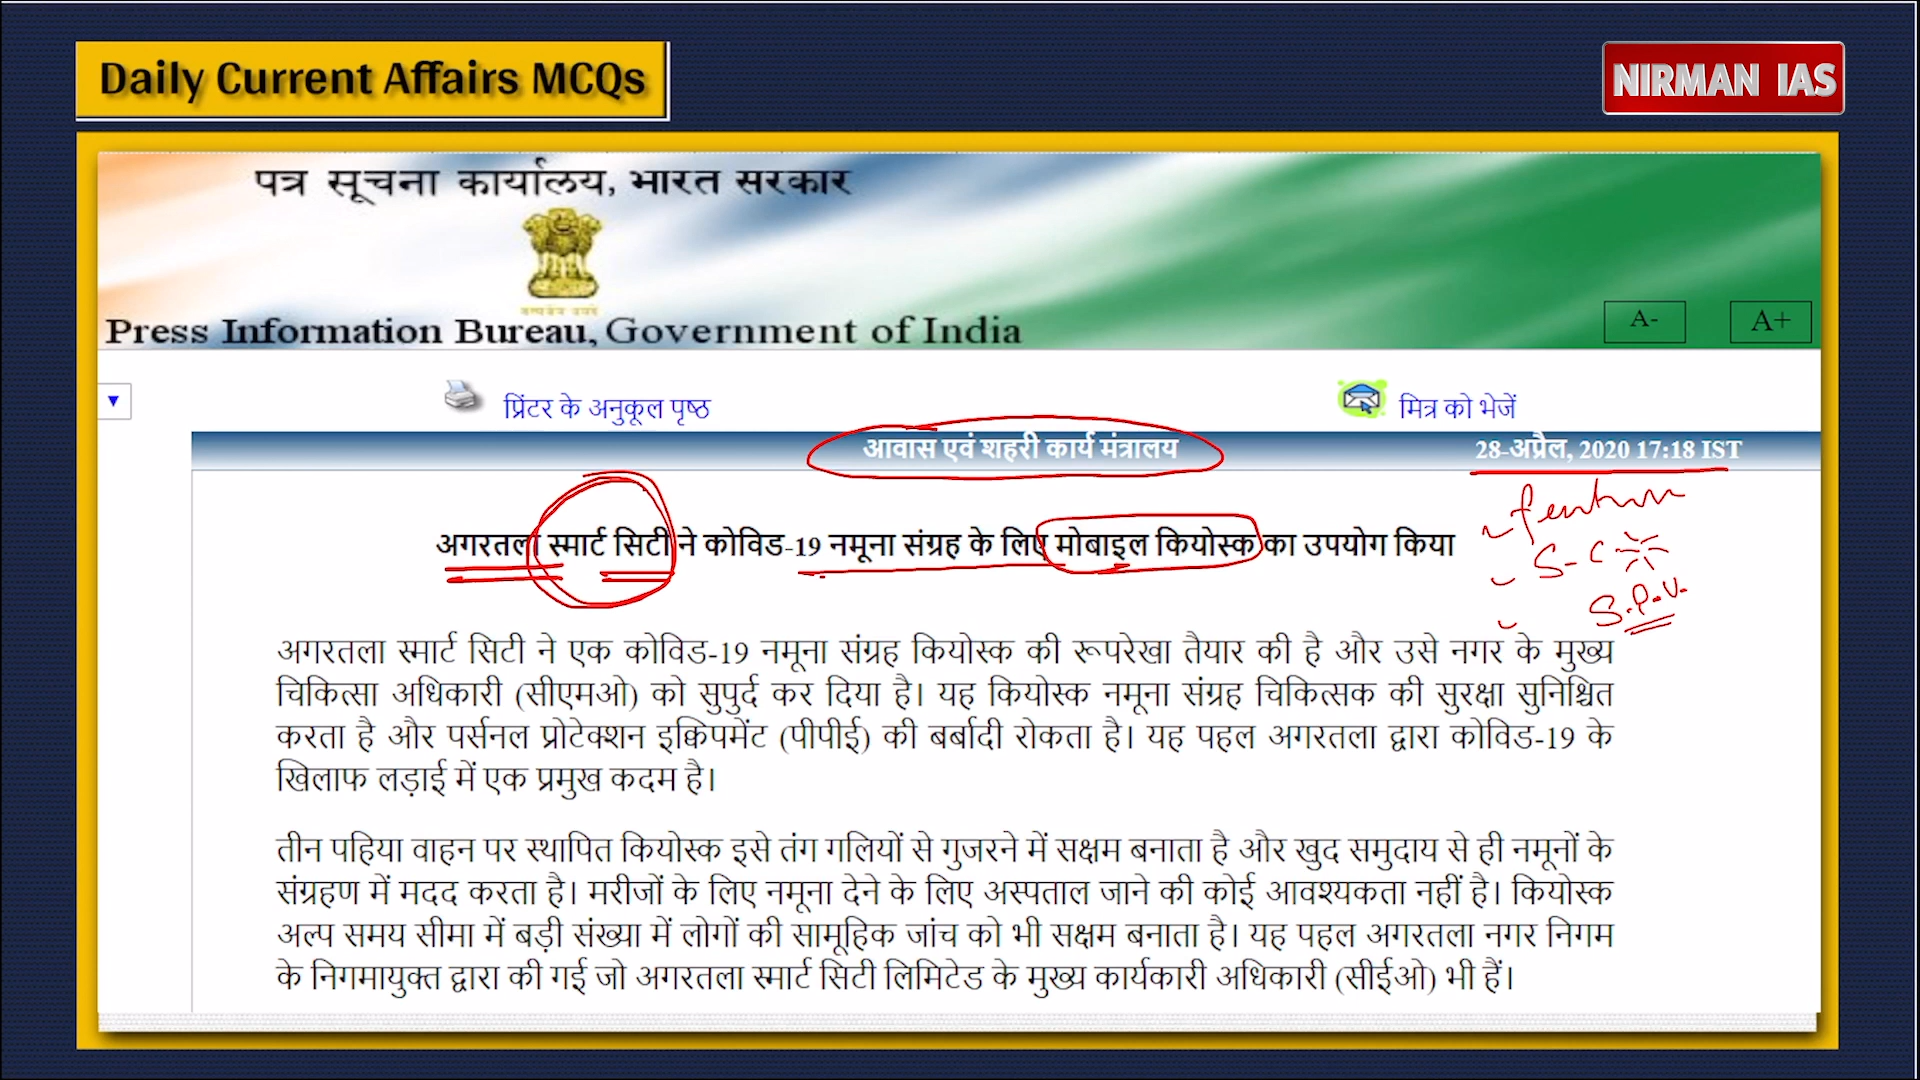 Daily Current Affairs MCQs
NIRMAN IAS
पत्र सूचना कार्यालय, भारत सरकार
Press Information Bureau, Government of India
A- A+
प्रिंटर के अनुकूल पृष्ठ मित्र को भेजें
आवास एवं शहरी कार्य मंत्रालय 28-अप्रैल, 2020 17:18 IST
अगरतला स्मार्ट सिटी ने कोविड-19 नमूना संग्रह के लिए मोबाइल कियोस्क का उपयोग किया
S-C
S.P.V.
अगरतला स्मार्ट सिटी ने एक कोविड-19 नमूना संग्रह कियोस्क की रूपरेखा तैयार की है और उसे नगर के मुख्य
चिकित्सा अधिकारी (सीएमओ) को सुपुर्द कर दिया है। यह कियोस्क नमूना संग्रह चिकित्सक की सुरक्षा सुनिश्चित
करता है और पर्सनल प्रोटेक्शन इक्विपमेंट (पीपीई) की बर्बादी रोकता है। यह पहल अगरतला द्वारा कोविड-19 के
खिलाफ लड़ाई में एक प्रमुख कदम है।
तीन पहिया वाहन पर स्थापित कियोस्क इसे तंग गलियों से गुजरने में सक्षम बनाता है और खुद समुदाय से ही नमूनों के
संग्रहण में मदद करता है। मरीजों के लिए नमूना देने के लिए अस्पताल जाने की कोई आवश्यकता नहीं है। कियोस्क
अल्प समय सीमा में बड़ी संख्या में लोगों की सामूहिक जांच को भी सक्षम बनाता है। यह पहल अगरतला नगर निगम
के निगमायुक्त द्वारा की गई जो अगरतला स्मार्ट सिटी लिमिटेड के मुख्य कार्यकारी अधिकारी (सीईओ) भी हैं।